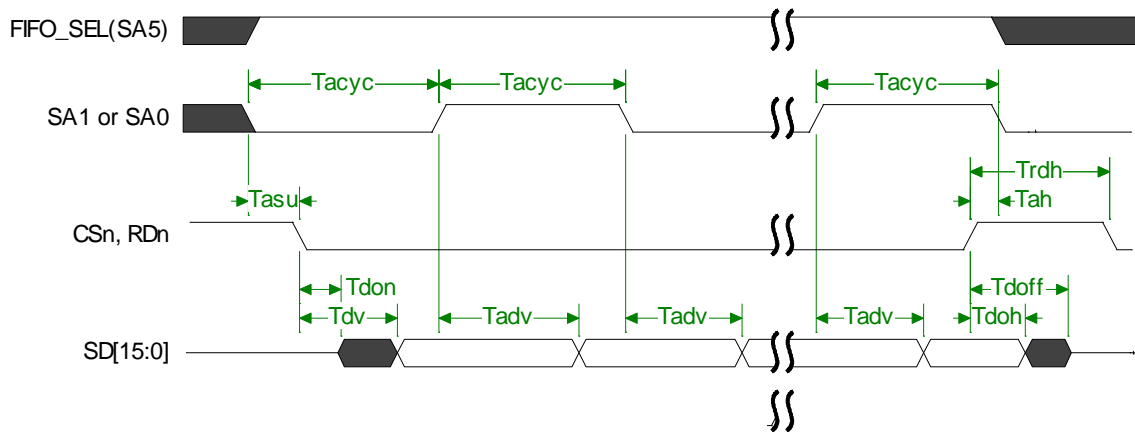 FIFO_SEL(SA5)
Tacyc Tacyc Tacyc
SA1 or SA0
Trdh
Tasu Tah
CSn, RDn
Tdon Tdoff
Tdv Tadv Tadv Tadv Tdoh
SD[15:0]